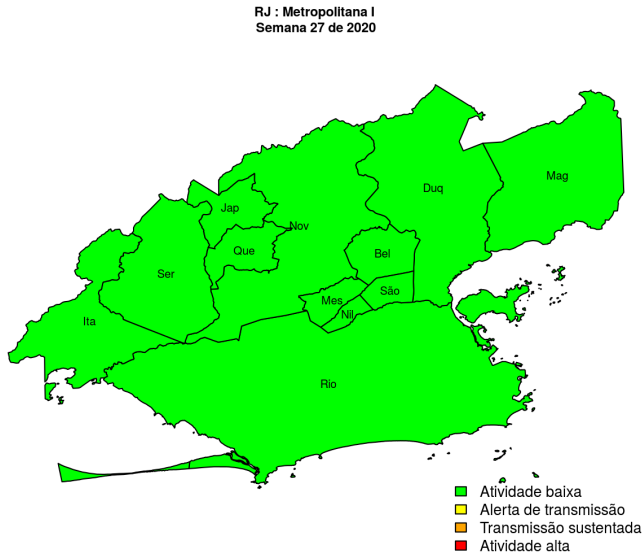 RJ : Metropolitana I
Semana 27 de 2020
Mag
Duq
Jap
Nov
Que
Bel
Ser
São
Mes
Nil
Ita
Rio
Atividade baixa
Alerta de transmissão
Transmissão sustentada
Atividade alta